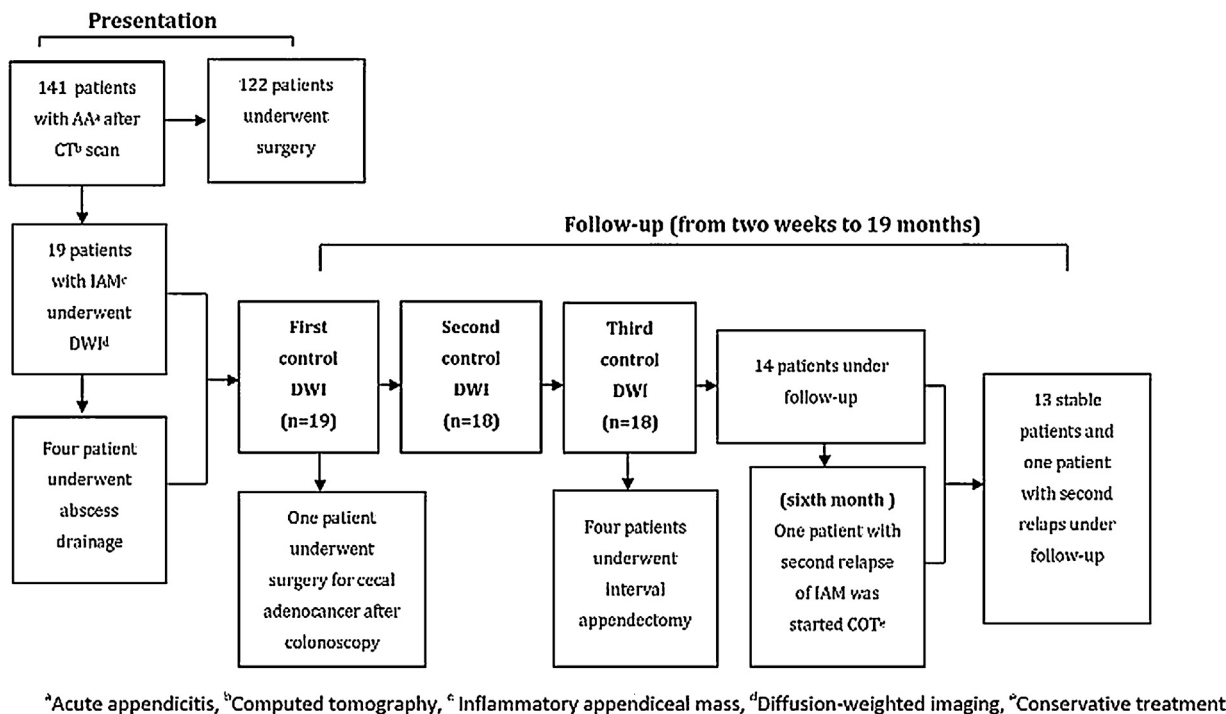 Presentation
141 patients
with AAᵃ after
CTᵇ scan
122 patients
underwent
surgery
19 patients
with IAMᶜ
underwent
DWIᵈ
Four patient
underwent
abscess
drainage
Follow-up (from two weeks to 19 months)
First
control
DWI
(n=19)
Second
control
DWI
(n=18)
Third
control
DWI
(n=18)
14 patients under
follow-up
One patient
underwent
surgery for cecal
adenocancer after
colonoscopy
Four patients
underwent
interval
appendectomy
(sixth month )
One patient with
second relapse
of IAM was
started COTᵉ
13 stable
patients and
one patient
with second
relaps under
follow-up
ᵃAcute appendicitis, ᵇComputed tomography, ᶜ Inflammatory appendiceal mass, ᵈDiffusion-weighted imaging, ᵉConservative treatment